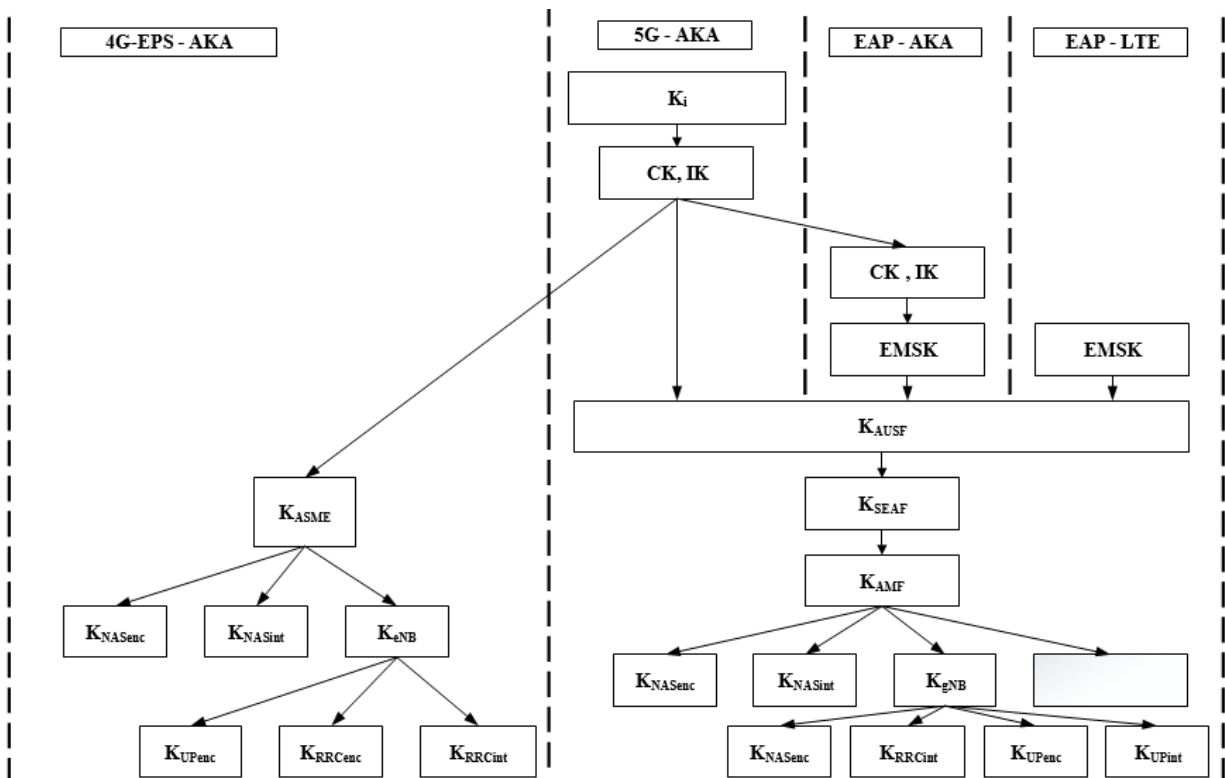 4G-EPS - AKA
5G - AKA
EAP - AKA
EAP - LTE
Ki
CK, IK
CK , IK
EMSK
EMSK
KAUSF
KASME
KSEAF
KAMF
KNASenc
KNASint
KeNB
KNASenc
KNASint
KgNB
KUPenc
KRRCenc
KRRCint
KNASenc
KRRCint
KUPenc
KUPint